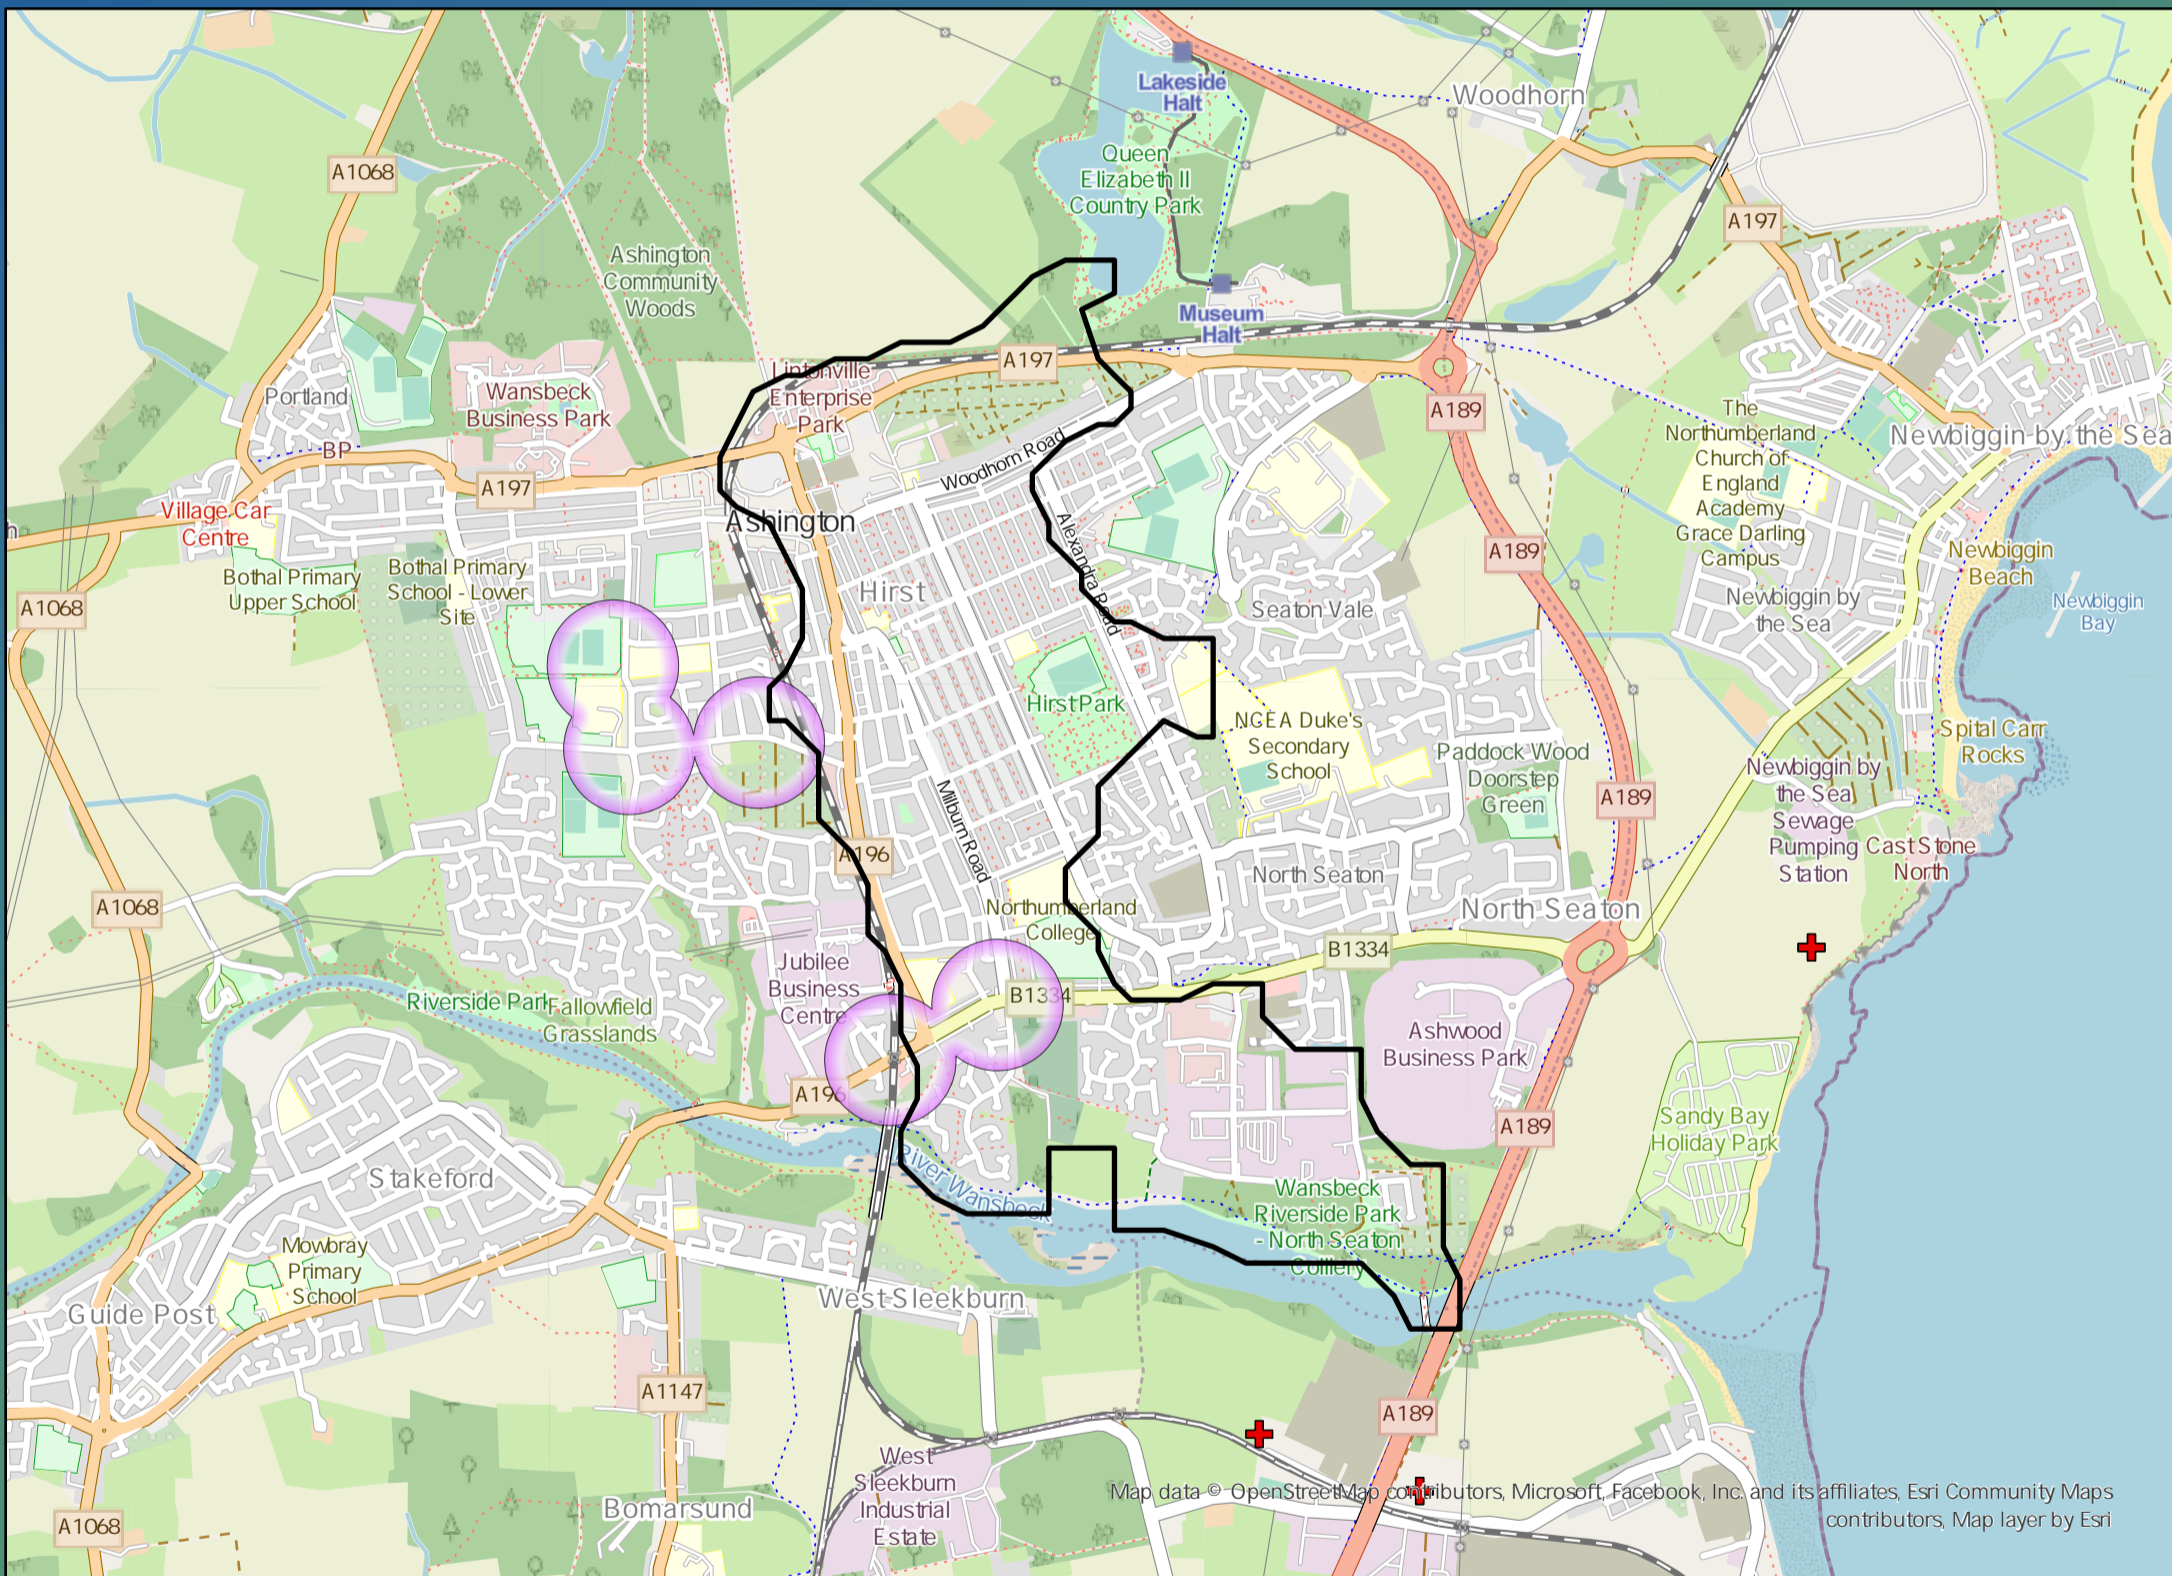 Lakeside
Halt
Woodhorn
A1068
Queen
Elizabeth II
Country Park
A197
Ashington
Community
Woods
Museum
Halt
A197
Lintonville
Enterprise
Park
Portland
Wansbeck
Business Park
A189
The
Northumberland
Church of
England
Academy
Grace Darling
Campus
Newbiggin-by the Sea
BP
Woodhorn Road
A197
Village Car
Centre
Ashington
Alexandra Road
A189
Newbiggin
Beach
Bothal Primary
Upper School
Bothal Primary
School - Lower
Site
Hirst
Seaton Vale
Newbiggin by
the Sea
Newbiggin
Bay
A1068
Hirst Park
NCEA Duke's
Secondary
School
Paddock Wood
Doorstep
Green
Spital Carr
Rocks
Newbiggin by
the Sea
Sewage
Pumping
Station
A189
Milburn Road
A196
Cast Stone
North
North Seaton
A1068
Northumberland
College
North Seaton
B1334
Jubilee
Business
Centre
Riverside Park
Fallowfield
Grasslands
B1334
Ashwood
Business Park
A196
A189
Sandy Bay
Holiday Park
Stakeford
River Wansbeck
Wansbeck
Riverside Park
- North Seaton
Colliery
Mowbray
Primary
School
Guide Post
West Sleekburn
A1147
A189
West
Sleekburn
Industrial
Estate
Bomarsund
A1068
Map data © OpenStreetMap contributors, Microsoft, Facebook, Inc. and its affiliates, Esri Community Maps
contributors, Map layer by Esri